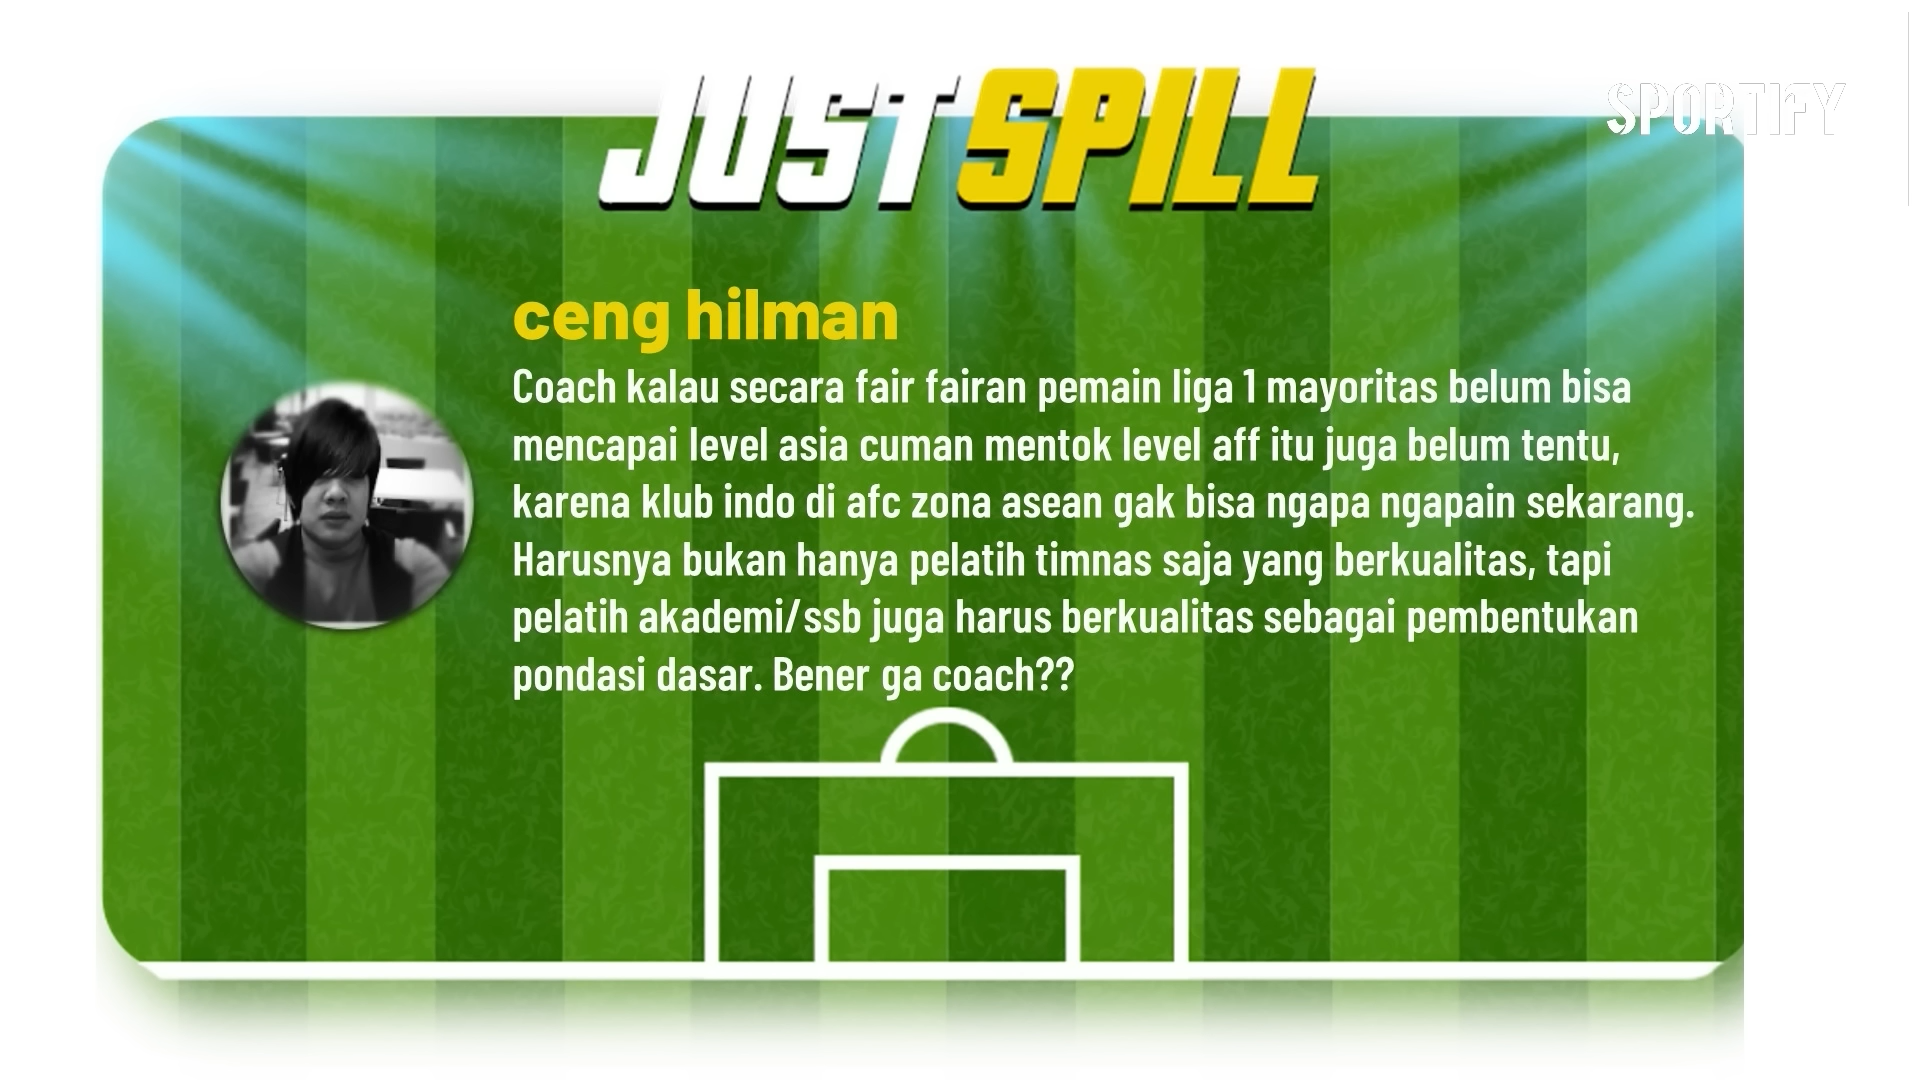 JUST SPILL
SPORTIFY
ceng hilman
Coach kalau secara fair fairan pemain liga 1 mayoritas belum bisa
mencapai level asia cuman mentok level aff itu juga belum tentu,
karena klub indo di afc zona asean gak bisa ngapa ngapain sekarang.
Harusnya bukan hanya pelatih timnas saja yang berkualitas, tapi
pelatih akademi/ssb juga harus berkualitas sebagai pembentukan
pondasi dasar. Bener ga coach??